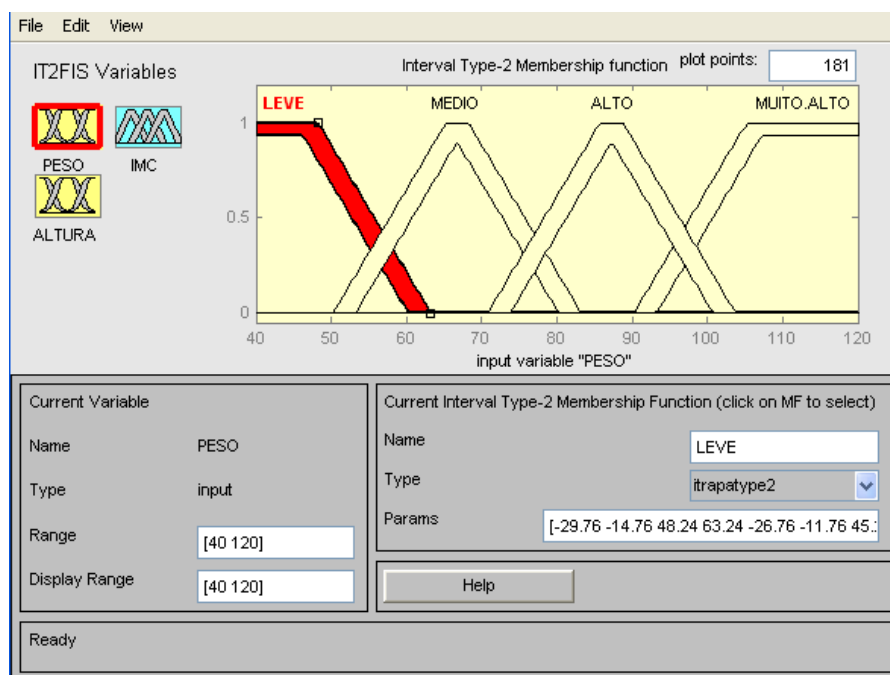 File Edit View
IT2FIS Variables
PESO
IMC
ALTURA
Interval Type-2 Membership function plot points: 181
LEVE MEDIO ALTO MUITO.ALTO
1
0.5
0
40 50 60 70 80 90 100 110 120
input variable "PESO"
Current Variable
Name PESO
Type input
Range [40 120]
Display Range [40 120]
Current Interval Type-2 Membership Function (click on MF to select)
Name LEVE
Type itrapatype2
Params [-29.76 -14.76 48.24 63.24 -26.76 -11.76 45.
Help
Ready